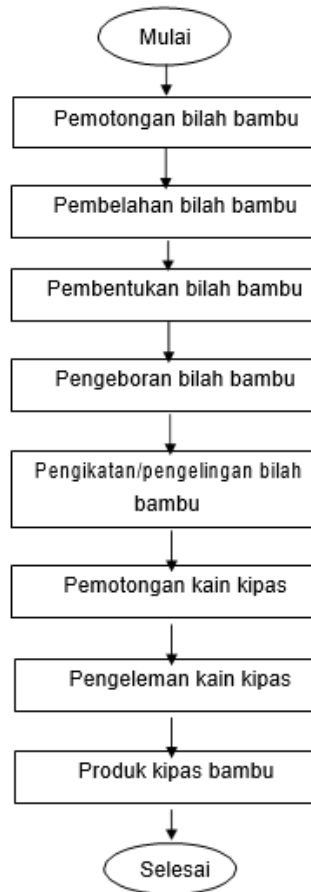 Mulai
Pemotongan bilah bambu
Pembelahan bilah bambu
Pembentukan bilah bambu
Pengeboran bilah bambu
Pengikatan/pengelingan bilah
bambu
Pemotongan kain kipas
Pengeleman kain kipas
Produk kipas bambu
Selesai